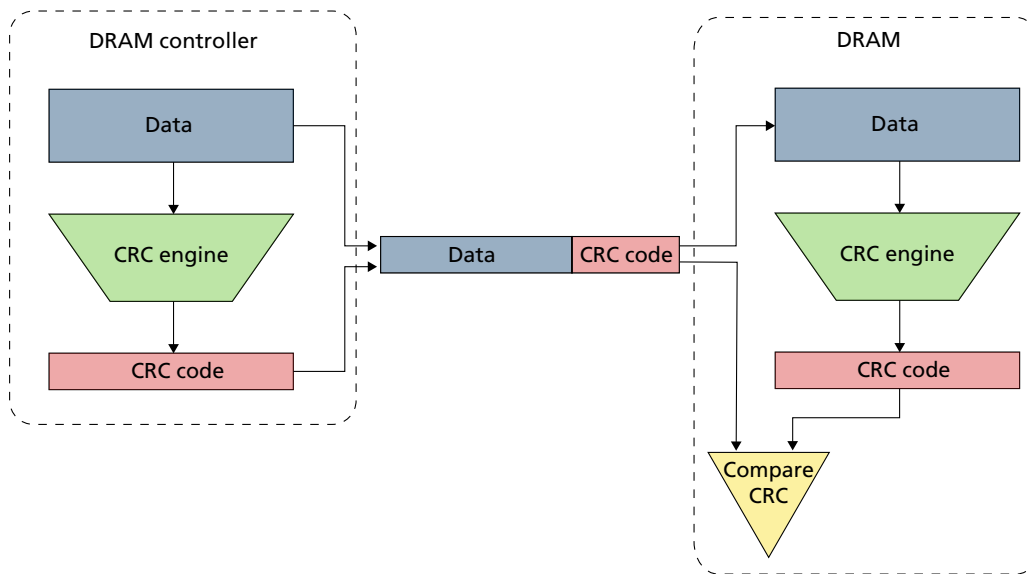 DRAM controller
Data
CRC engine
CRC code
Data
CRC code
DRAM
Data
CRC engine
CRC code
Compare
CRC